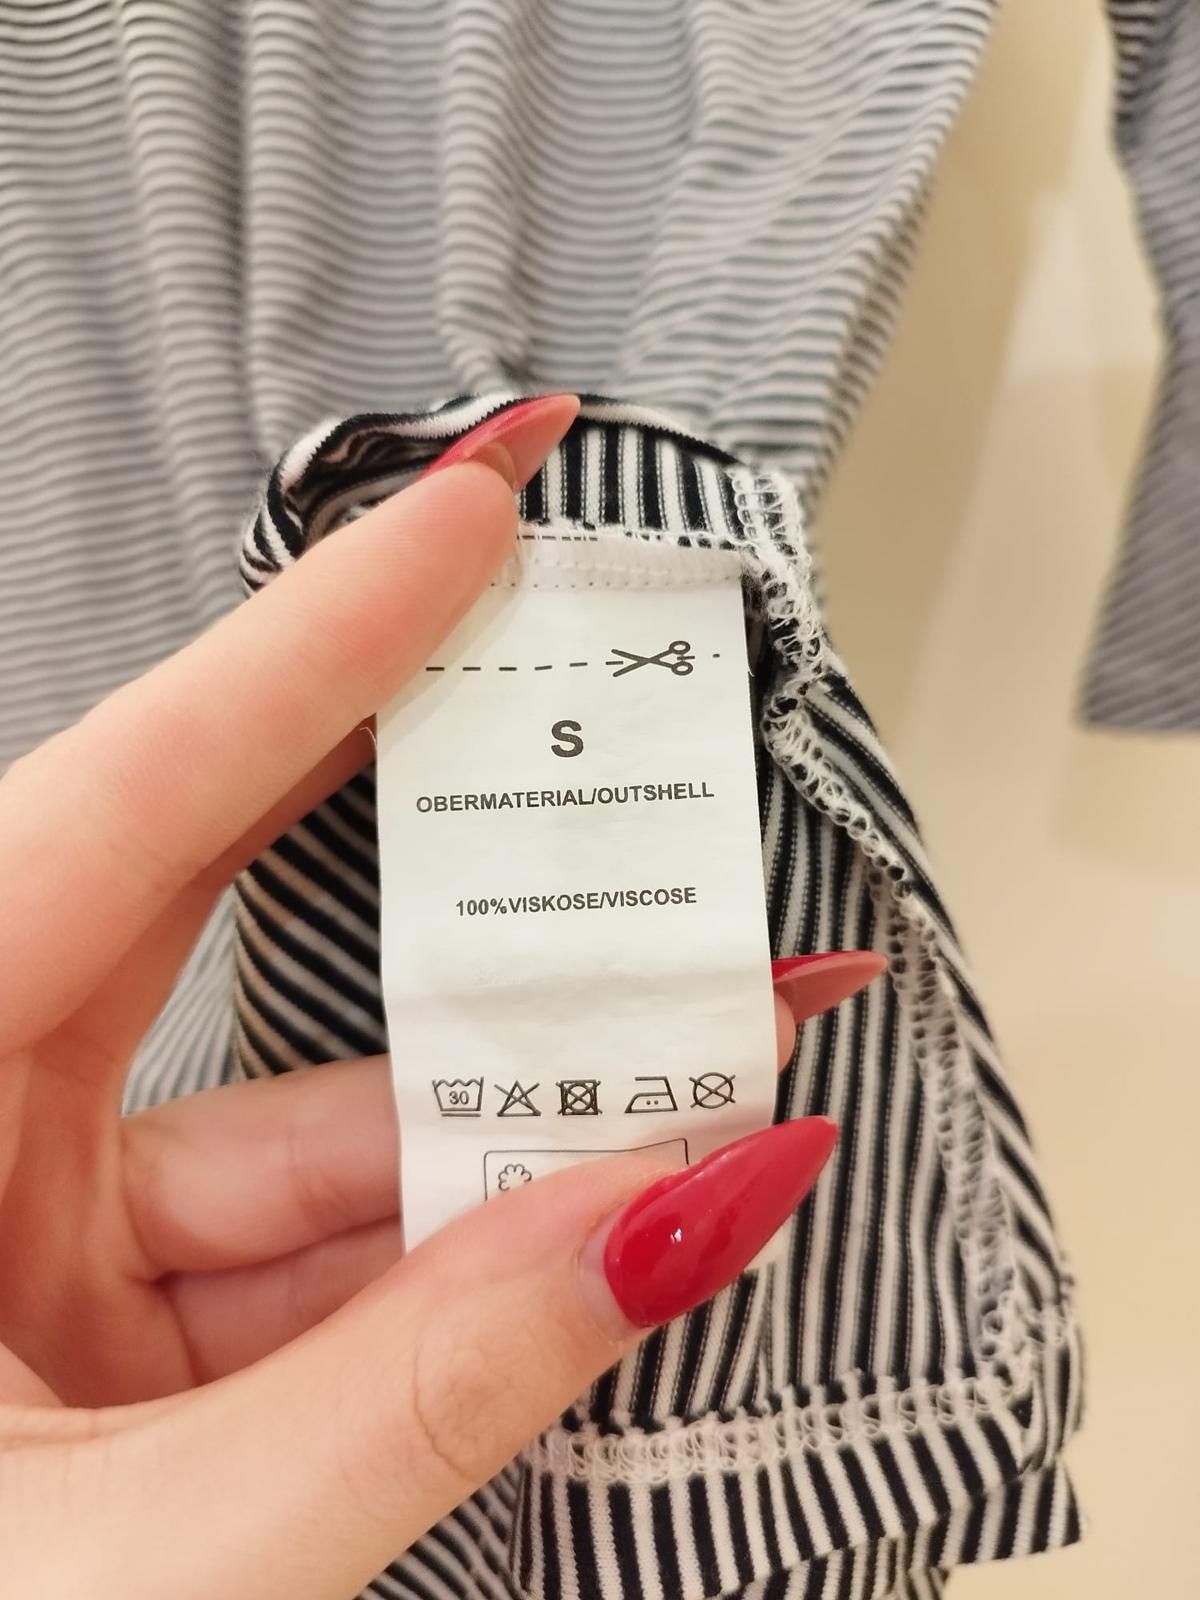 S
OBERMATERIAL/OUTSHELL
100%VISKOSE/VISCOSE
30